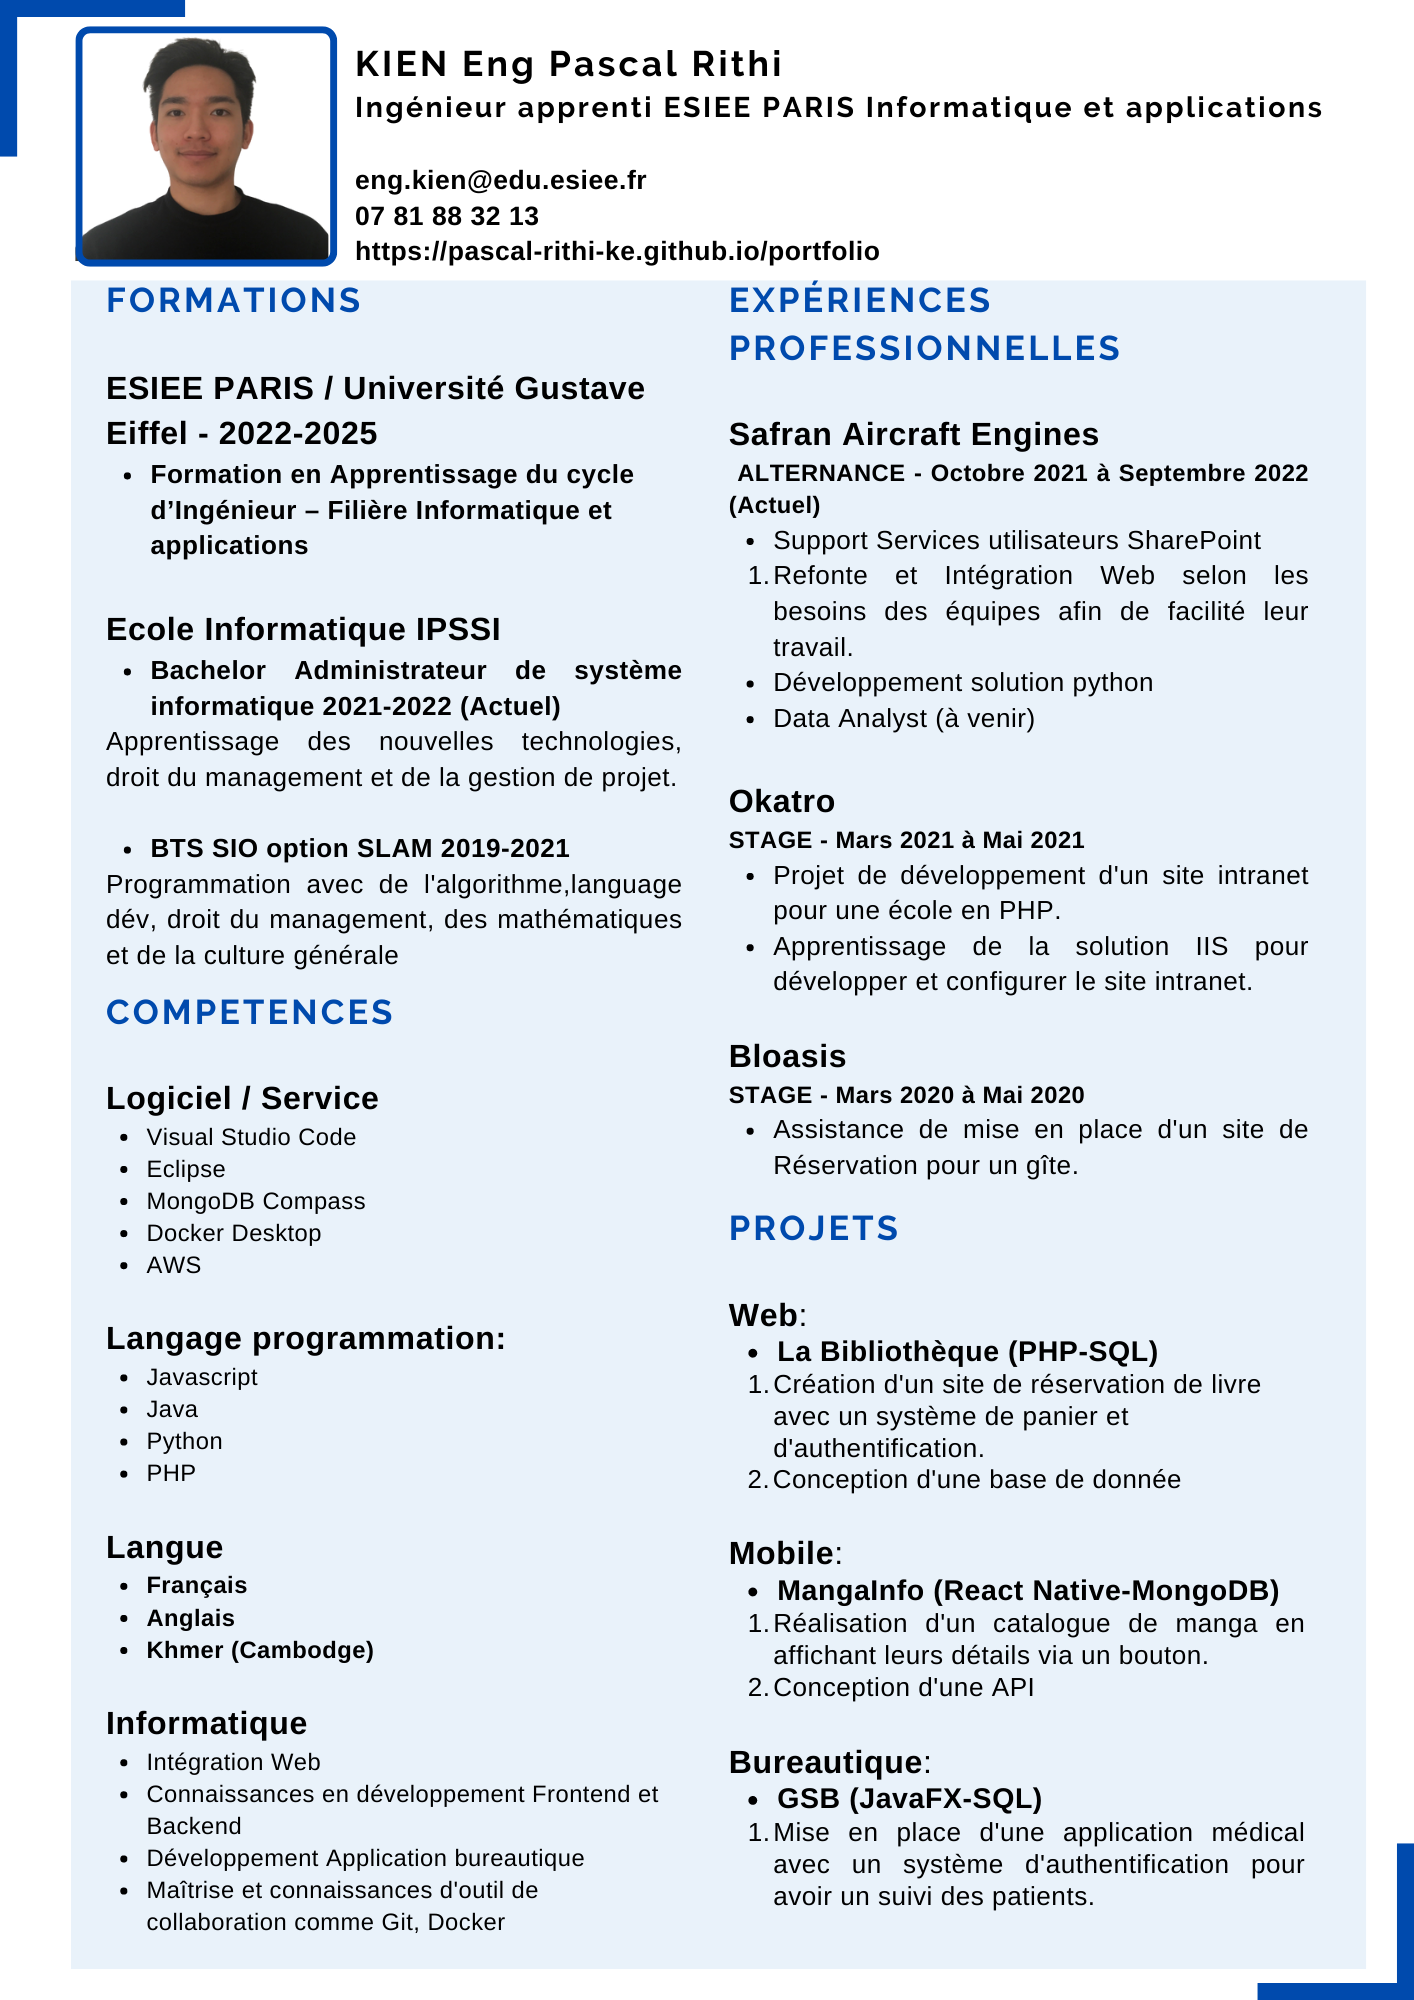 KIEN Eng Pascal Rithi
Ingénieur apprenti ESIEE PARIS Informatique et applications
eng.kien@edu.esiee.fr
07 81 88 32 13
https://pascal-rithi-ke.github.io/portfolio
FORMATIONS
ESIEE PARIS / Université Gustave
Eiffel - 2022-2025
• Formation en Apprentissage du cycle
d’Ingénieur – Filière Informatique et
applications
Ecole Informatique IPSSI
• Bachelor Administrateur de système
informatique 2021-2022 (Actuel)
Apprentissage des nouvelles technologies,
droit du management et de la gestion de projet.
• BTS SIO option SLAM 2019-2021
Programmation avec de l'algorithme,language
dév, droit du management, des mathématiques
et de la culture générale
COMPETENCES
Logiciel / Service
• Visual Studio Code
• Eclipse
• MongoDB Compass
• Docker Desktop
• AWS
Langage programmation:
• Javascript
• Java
• Python
• PHP
Langue
• Français
• Anglais
• Khmer (Cambodge)
Informatique
• Intégration Web
• Connaissances en développement Frontend et
Backend
• Développement Application bureautique
• Maîtrise et connaissances d'outil de
collaboration comme Git, Docker
EXPÉRIENCES
PROFESSIONNELLES
Safran Aircraft Engines
ALTERNANCE - Octobre 2021 à Septembre 2022
(Actuel)
• Support Services utilisateurs SharePoint
1. Refonte et Intégration Web selon les
besoins des équipes afin de facilité leur
travail.
• Développement solution python
• Data Analyst (à venir)
Okatro
STAGE - Mars 2021 à Mai 2021
• Projet de développement d'un site intranet
pour une école en PHP.
• Apprentissage de la solution IIS pour
développer et configurer le site intranet.
Bloasis
STAGE - Mars 2020 à Mai 2020
• Assistance de mise en place d'un site de
Réservation pour un gîte.
PROJETS
Web:
• La Bibliothèque (PHP-SQL)
1. Création d'un site de réservation de livre
avec un système de panier et
d'authentification.
2. Conception d'une base de donnée
Mobile:
• MangaInfo (React Native-MongoDB)
1. Réalisation d'un catalogue de manga en
affichant leurs détails via un bouton.
2. Conception d'une API
Bureautique:
• GSB (JavaFX-SQL)
1. Mise en place d'une application médical
avec un système d'authentification pour
avoir un suivi des patients.